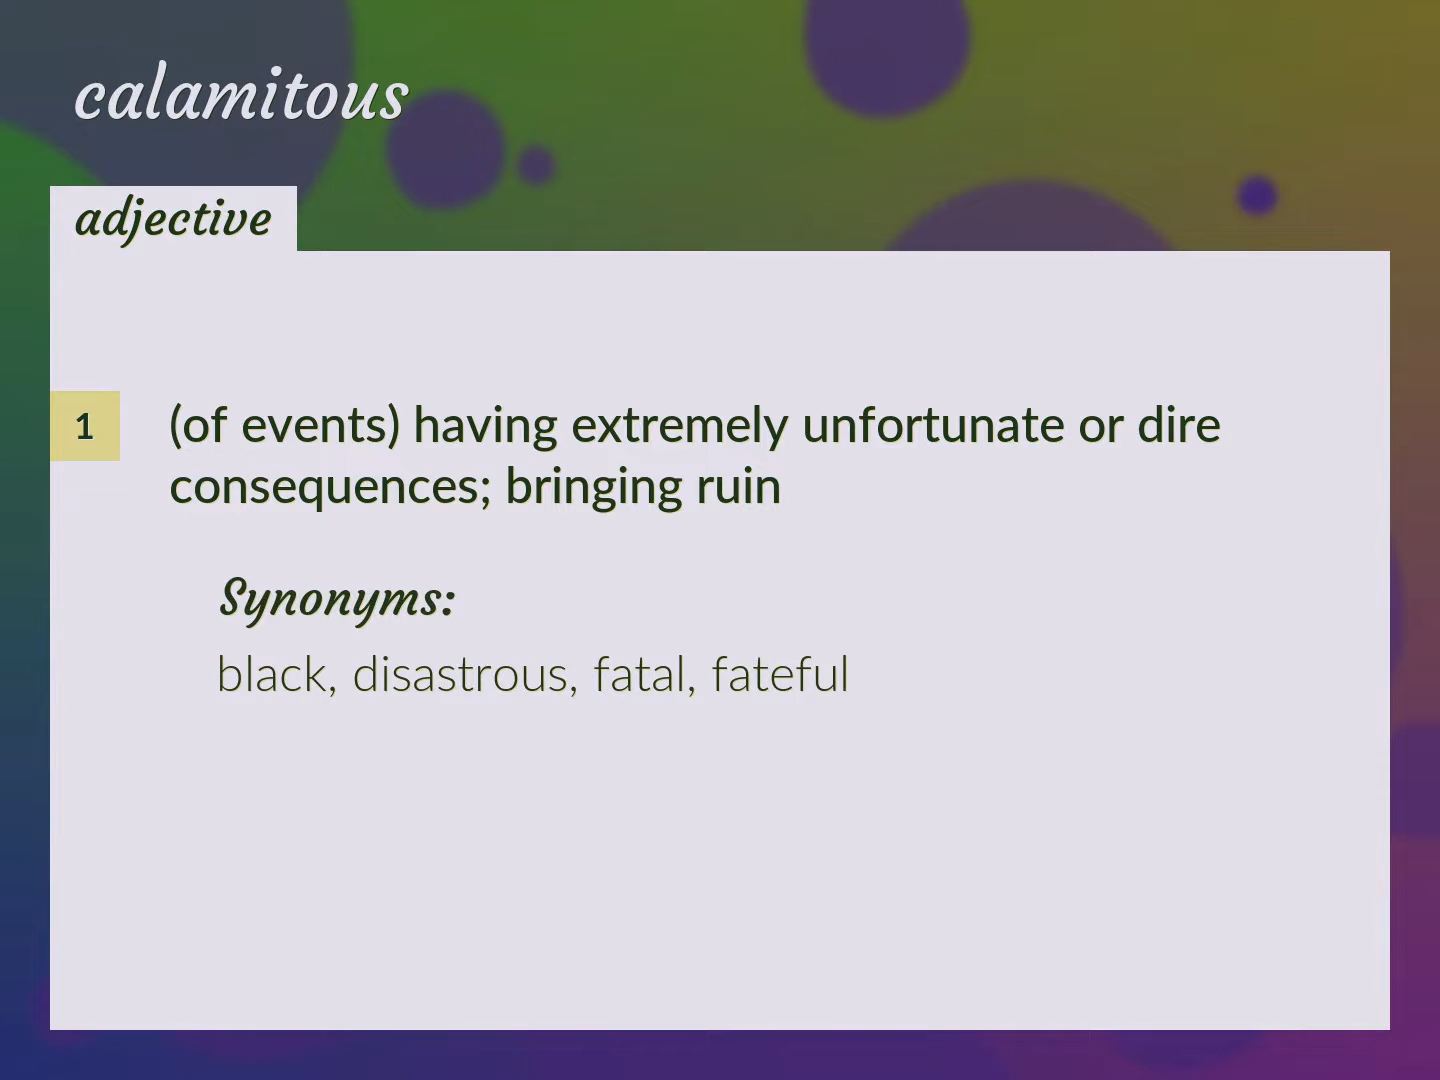 calamitous
adjective
1
(of events) having extremely unfortunate or dire
consequences; bringing ruin
Synonyms:
black, disastrous, fatal, fateful